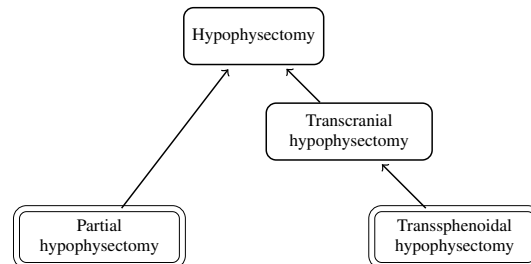 Hypophysectomy
Transcranial
hypophysectomy
Partial
hypophysectomy
Transsphenoidal
hypophysectomy